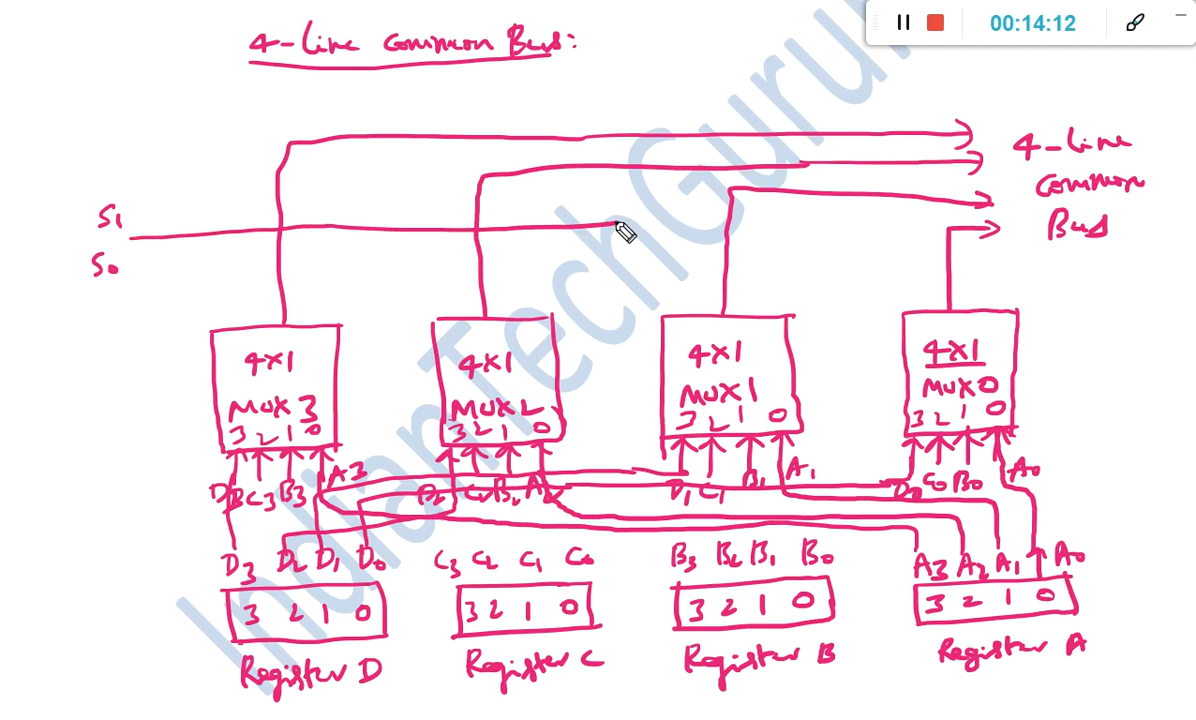 00:14:12
4-Line Common Bus:
4-Line
Common
Bus
S1
S0
4X1 4X1 4X1 4X1
MUX 3 MUX 2 MUX 1 MUX 0
3 2 1 0 3 2 1 0 3 2 1 0 3 2 1 0
C3 B3 A3 D2 C2 B2 A2 D1 C1 B1 A1 C0 B0 A0
D3 D2 D1 D0 C3 C2 C1 C0 B3 B2 B1 B0 A3 A2 A1 A0
3 2 1 0 3 2 1 0 3 2 1 0 3 2 1 0
Register D Register C Register B Register A